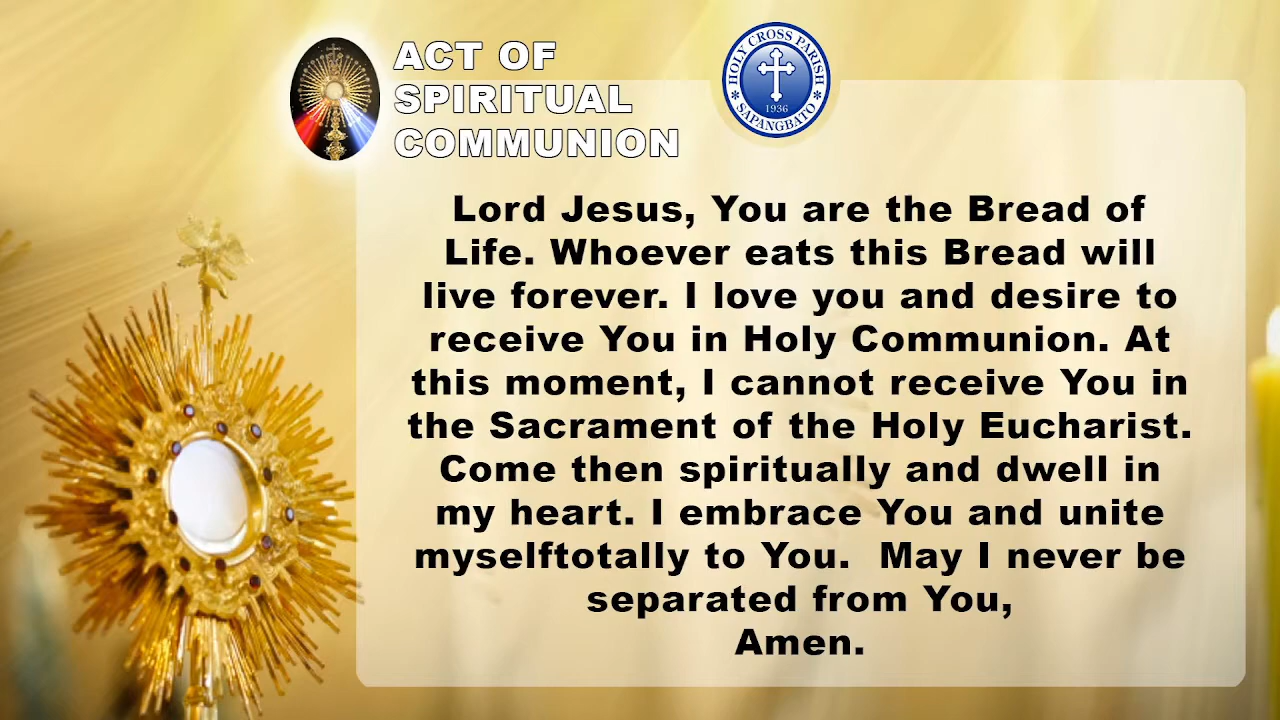 ACT OF
SPIRITUAL
COMMUNION
HOLY CROSS PARISH
1936
SAPANGBATO
Lord Jesus, You are the Bread of
Life. Whoever eats this Bread will
live forever. I love you and desire to
receive You in Holy Communion. At
this moment, I cannot receive You in
the Sacrament of the Holy Eucharist.
Come then spiritually and dwell in
my heart. I embrace You and unite
myselftotally to You.  May I never be
separated from You,
Amen.